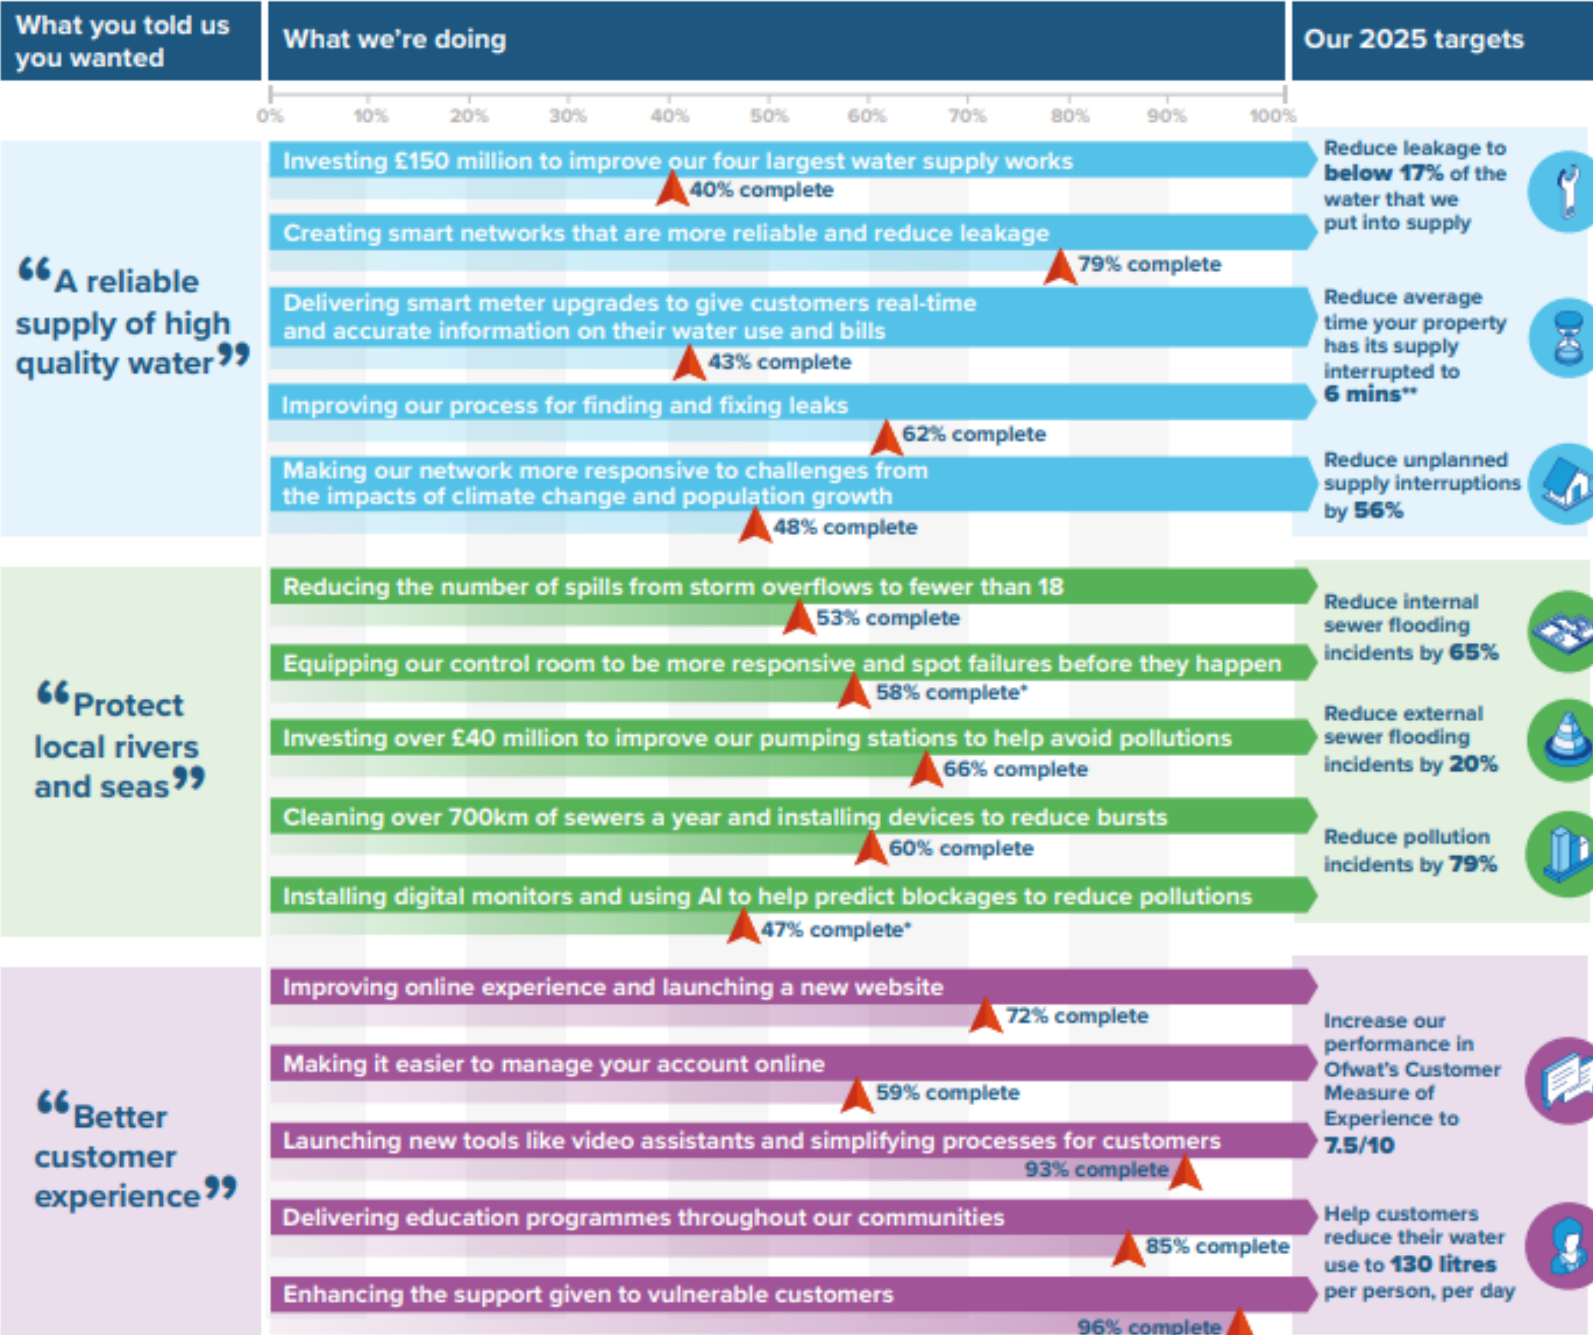 What you told us
you wanted
What we're doing
Our 2025 targets
0% 10% 20% 30% 40% 50% 60% 70% 80% 90% 100%
“A reliable
supply of high
quality water”
Investing £150 million to improve our four largest water supply works
40% complete
Creating smart networks that are more reliable and reduce leakage
79% complete
Delivering smart meter upgrades to give customers real-time
and accurate information on their water use and bills
43% complete
Improving our process for finding and fixing leaks
62% complete
Making our network more responsive to challenges from
the impacts of climate change and population growth
48% complete
Reduce leakage to
below 17% of the
water that we
put into supply
Reduce average
time your property
has its supply
interrupted to
6 mins**
Reduce unplanned
supply interruptions
by 56%
“Protect
local rivers
and seas”
Reducing the number of spills from storm overflows to fewer than 18
53% complete
Equipping our control room to be more responsive and spot failures before they happen
58% complete*
Investing over £40 million to improve our pumping stations to help avoid pollutions
66% complete
Cleaning over 700km of sewers a year and installing devices to reduce bursts
60% complete
Installing digital monitors and using AI to help predict blockages to reduce pollutions
47% complete*
Reduce internal
sewer flooding
incidents by 65%
Reduce external
sewer flooding
incidents by 20%
Reduce pollution
incidents by 79%
“Better
customer
experience”
Improving online experience and launching a new website
72% complete
Making it easier to manage your account online
59% complete
Launching new tools like video assistants and simplifying processes for customers
93% complete
Delivering education programmes throughout our communities
85% complete
Enhancing the support given to vulnerable customers
96% complete
Increase our
performance in
Ofwat's Customer
Measure of
Experience to
7.5/10
Help customers
reduce their water
use to 130 litres
per person, per day